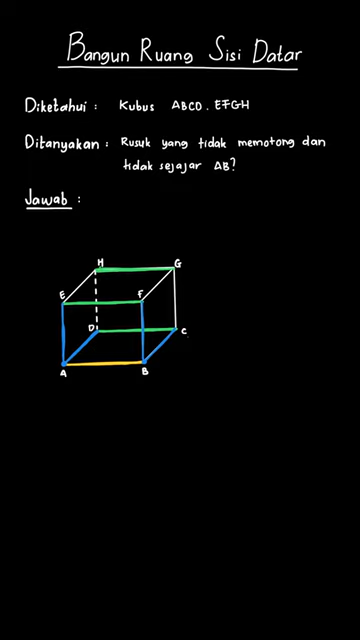 Bangun Ruang Sisi Datar
Diketahui : Kubus ABCD. EFGH
Ditanyakan : Rusuk yang tidak memotong dan
tidak sejajar AB?
Jawab :
H G
E F
D C
A B